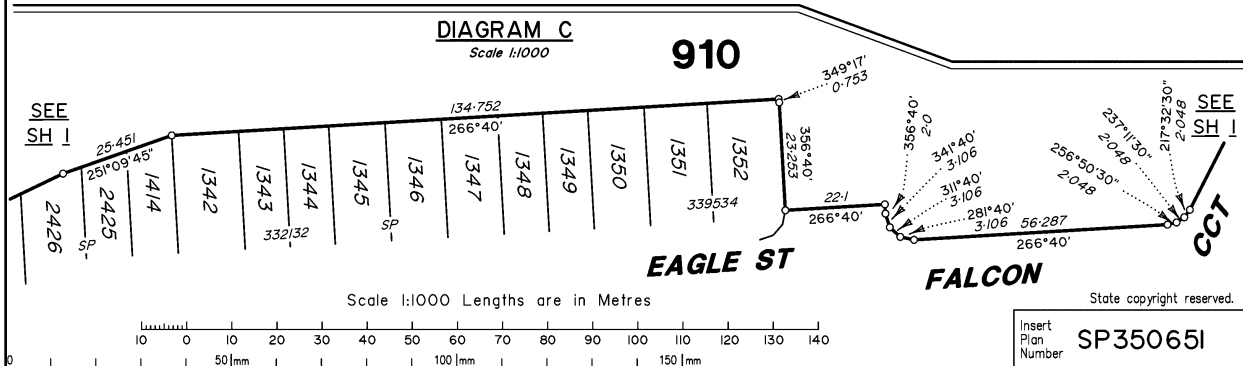 DIAGRAM C
Scale 1:1000
910
SEE
SH 1
25·451
251°09'45"
134·752
266°40'
349°17'
0·753
356°40'
23·253
22·1
266°40'
356°40'
2·0
341°40'
3·106
311°40'
3·106
281°40'
3·106
56·287
266°40'
256°50'30"
2·048
237°11'30"
2·048
217°32'30"
2·048
SEE
SH 1
2426
2425
1414
1342
1343
1344
1345
1346
1347
1348
1349
1350
1351
1352
SP
332132
SP
339534
EAGLE ST
FALCON
CCT
Scale 1:1000 Lengths are in Metres
10 0 10 20 30 40 50 60 70 80 90 100 110 120 130 140
0 50 mm 100 mm 150 mm
State copyright reserved.
Insert
Plan
Number
SP350651